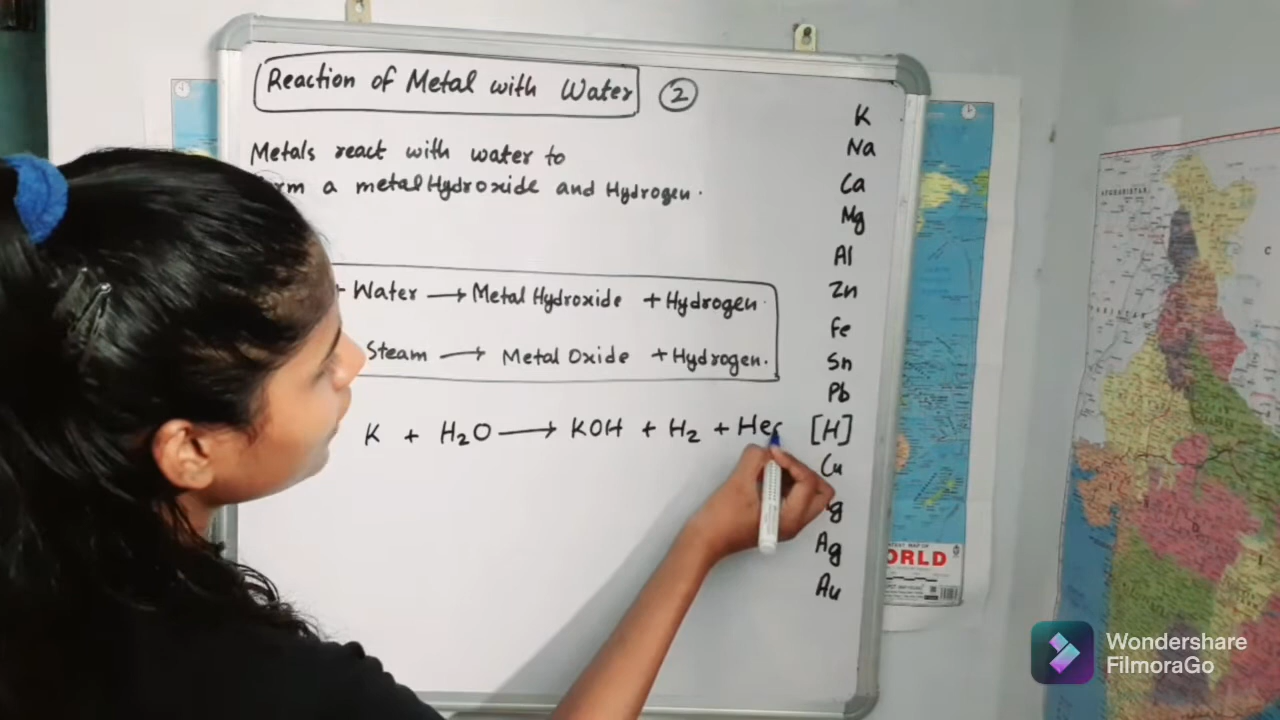 Reaction of Metal with Water 2
Metals react with water to
a metal Hydroxide and Hydrogen.
+ Water → Metal Hydroxide + Hydrogen.
Steam → Metal Oxide + Hydrogen.
K + H₂O → KOH + H₂ +
K
Na
Ca
Mg
Al
Zn
Fe
Sn
Pb
[H]
Cu
Ag
Au
AFGHANISTAN
ORLD
Wondershare
FilmoraGo